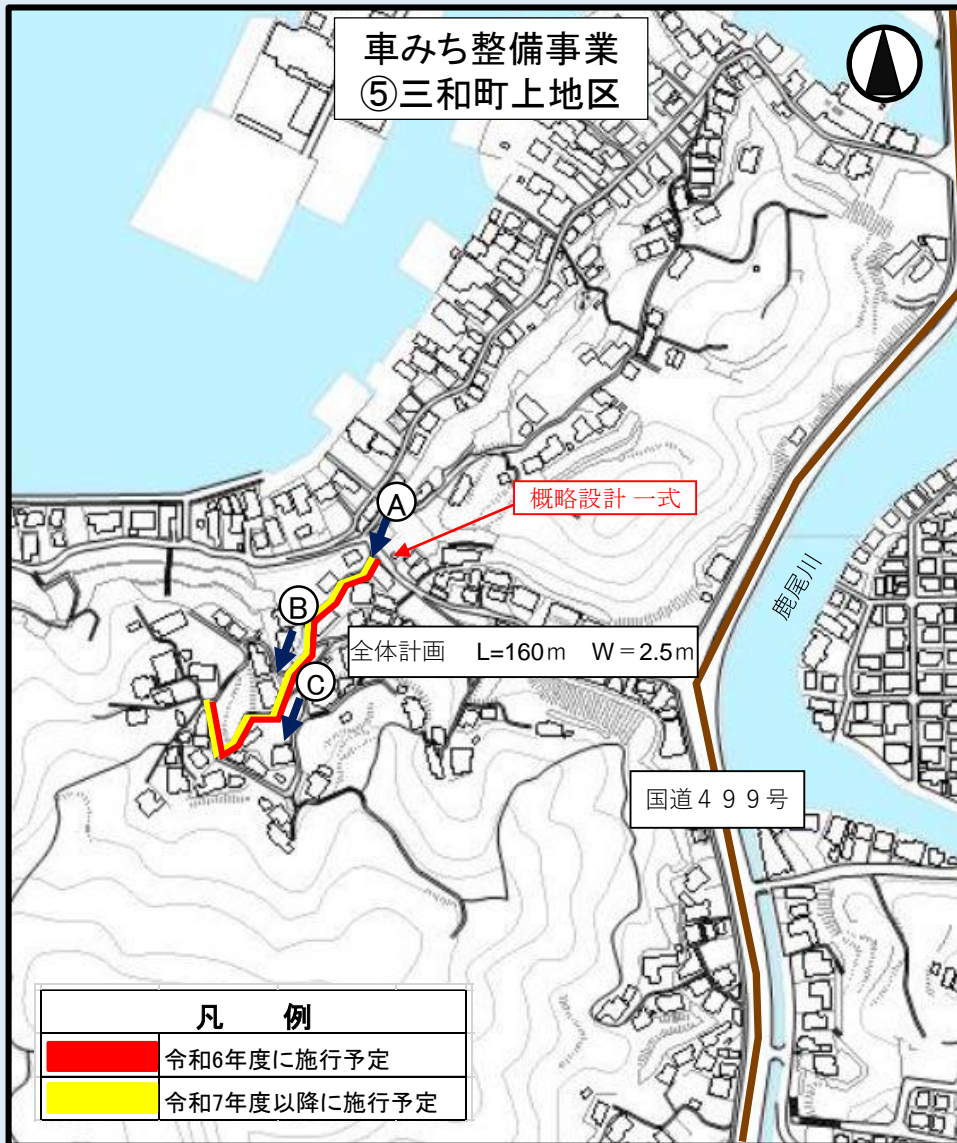 車みち整備事業
⑤三和町上地区
A
概略設計 一式
B
鹿尾川
全体計画 L=160m W=2.5m
C
国道499号
凡 例
令和6年度に施行予定
令和7年度以降に施行予定